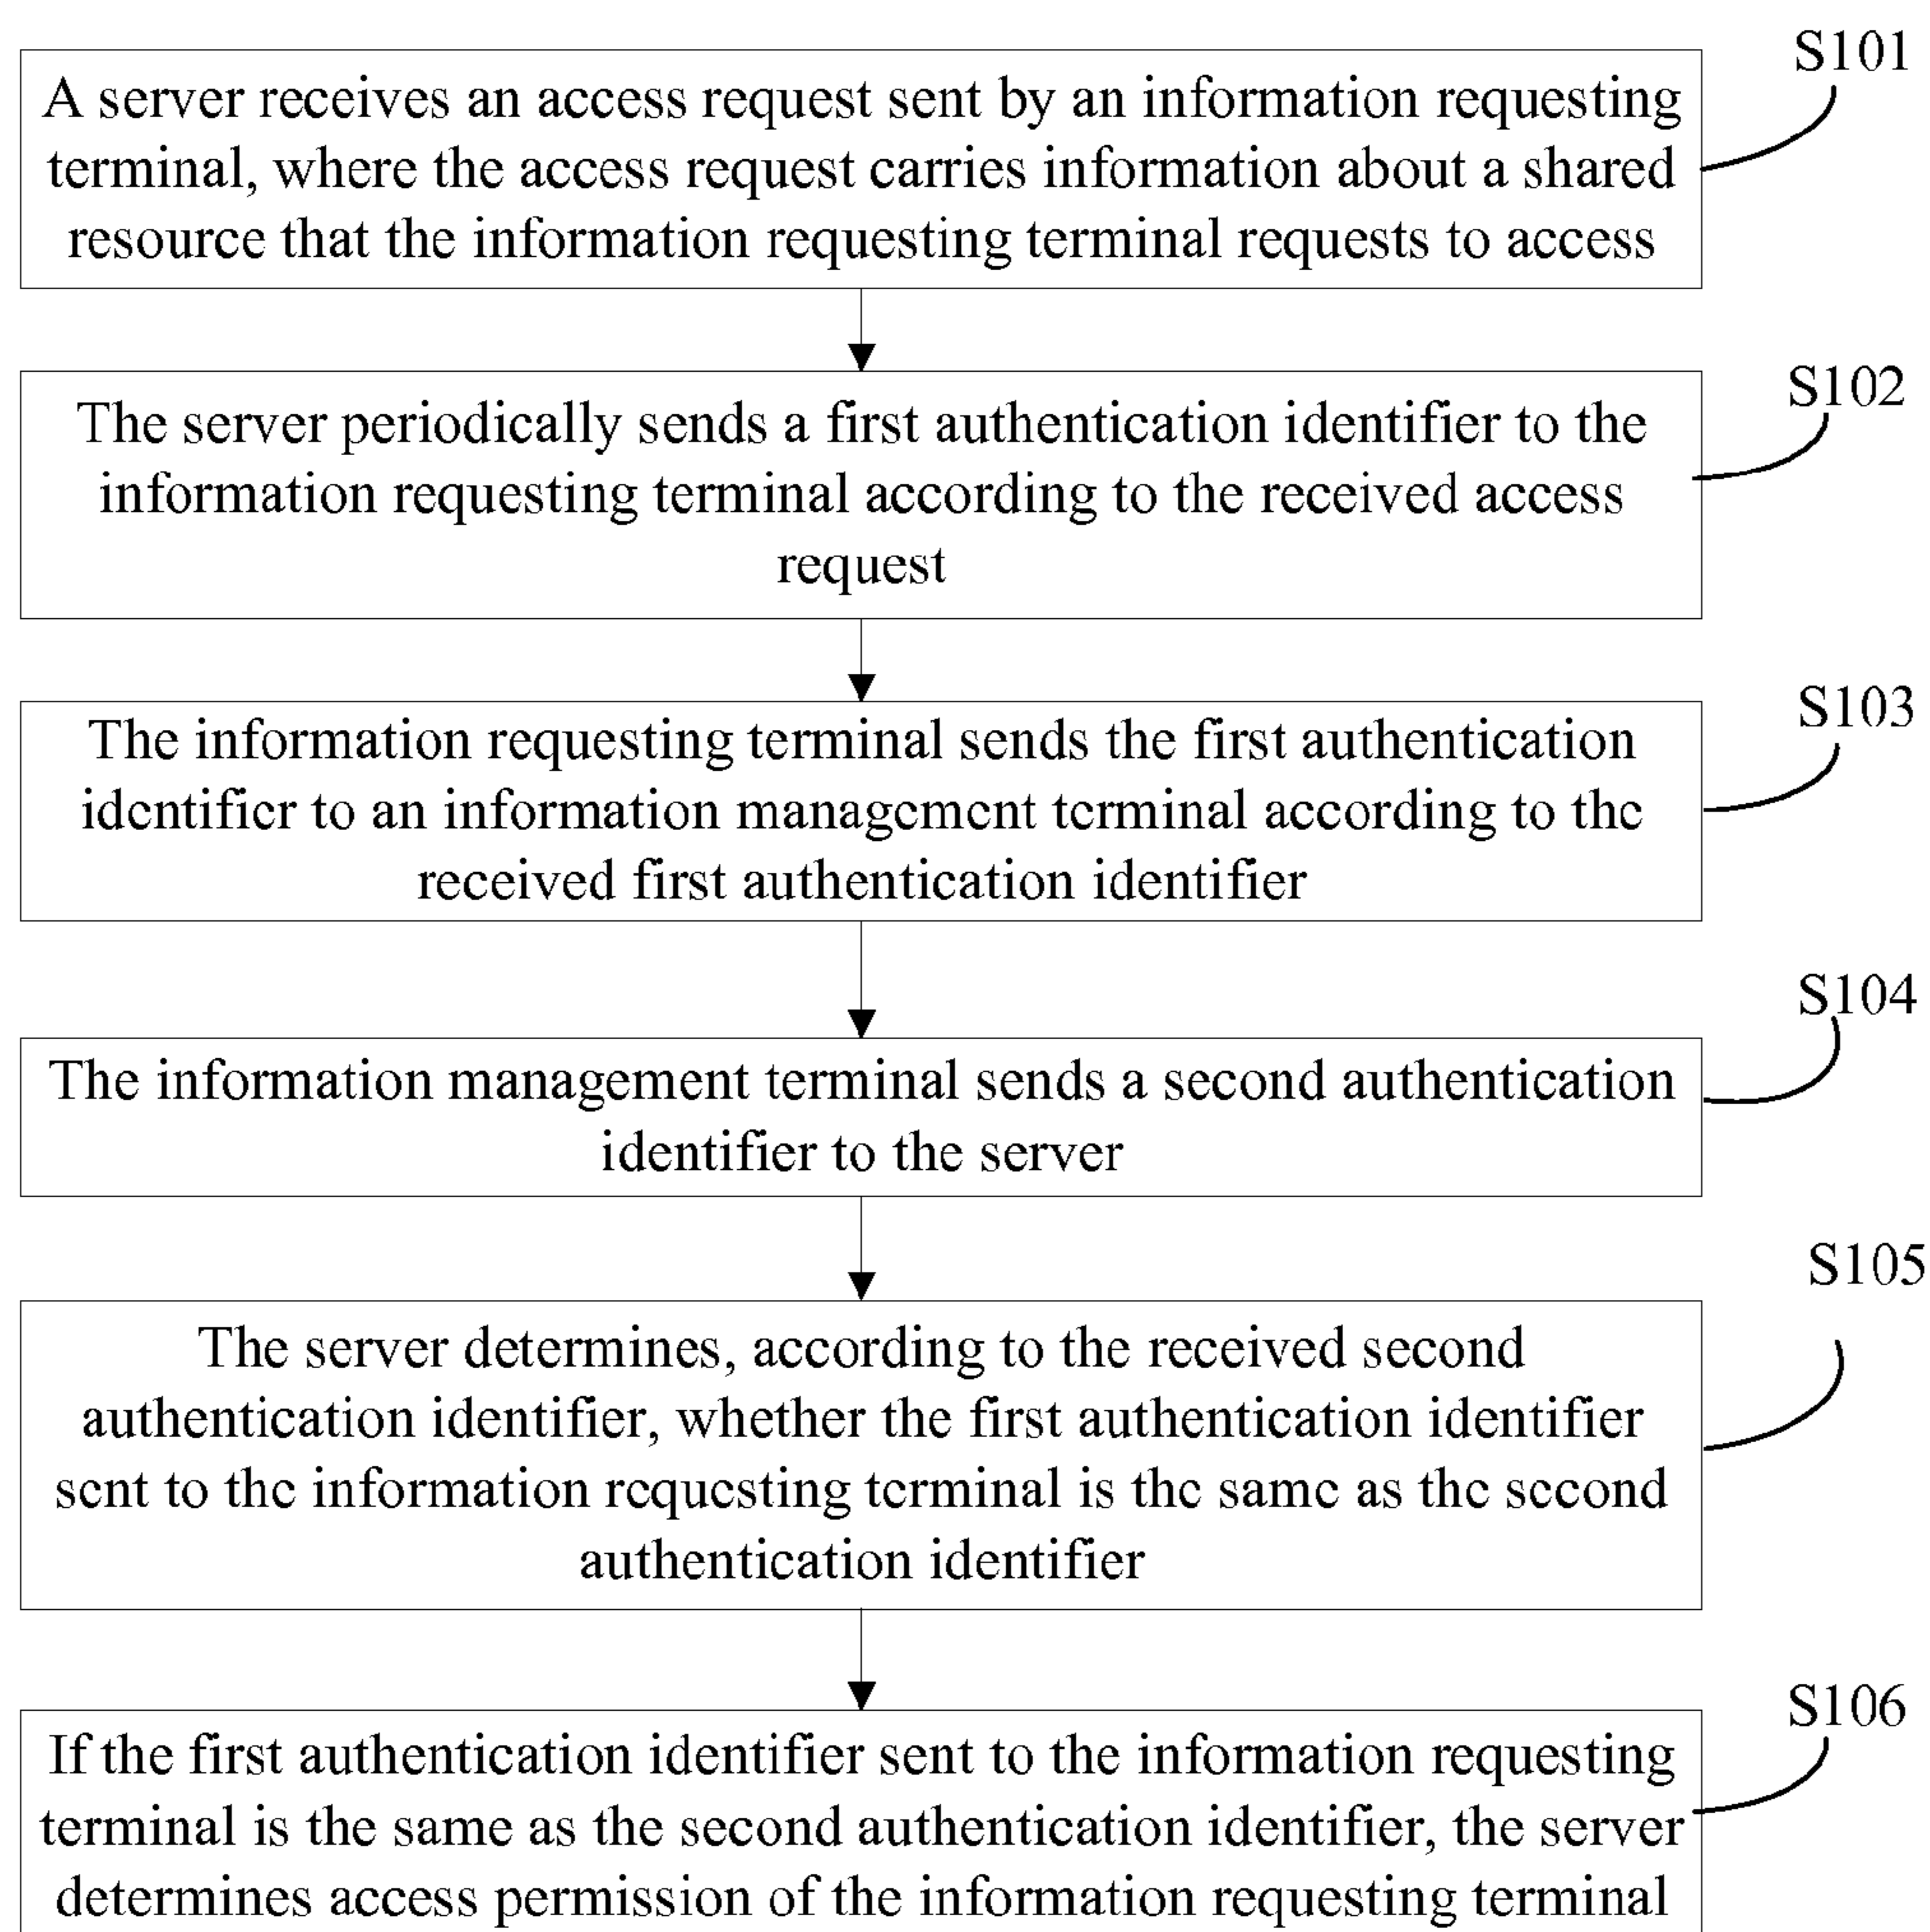 S101
A server receives an access request sent by an information requesting
terminal, where the access request carries information about a shared
resource that the information requesting terminal requests to access
S102
The server periodically sends a first authentication identifier to the
information requesting terminal according to the received access
request
S103
The information requesting terminal sends the first authentication
identifier to an information management terminal according to the
received first authentication identifier
S104
The information management terminal sends a second authentication
identifier to the server
S105
The server determines, according to the received second
authentication identifier, whether the first authentication identifier
sent to the information requesting terminal is the same as the second
authentication identifier
S106
If the first authentication identifier sent to the information requesting
terminal is the same as the second authentication identifier, the server
determines access permission of the information requesting terminal